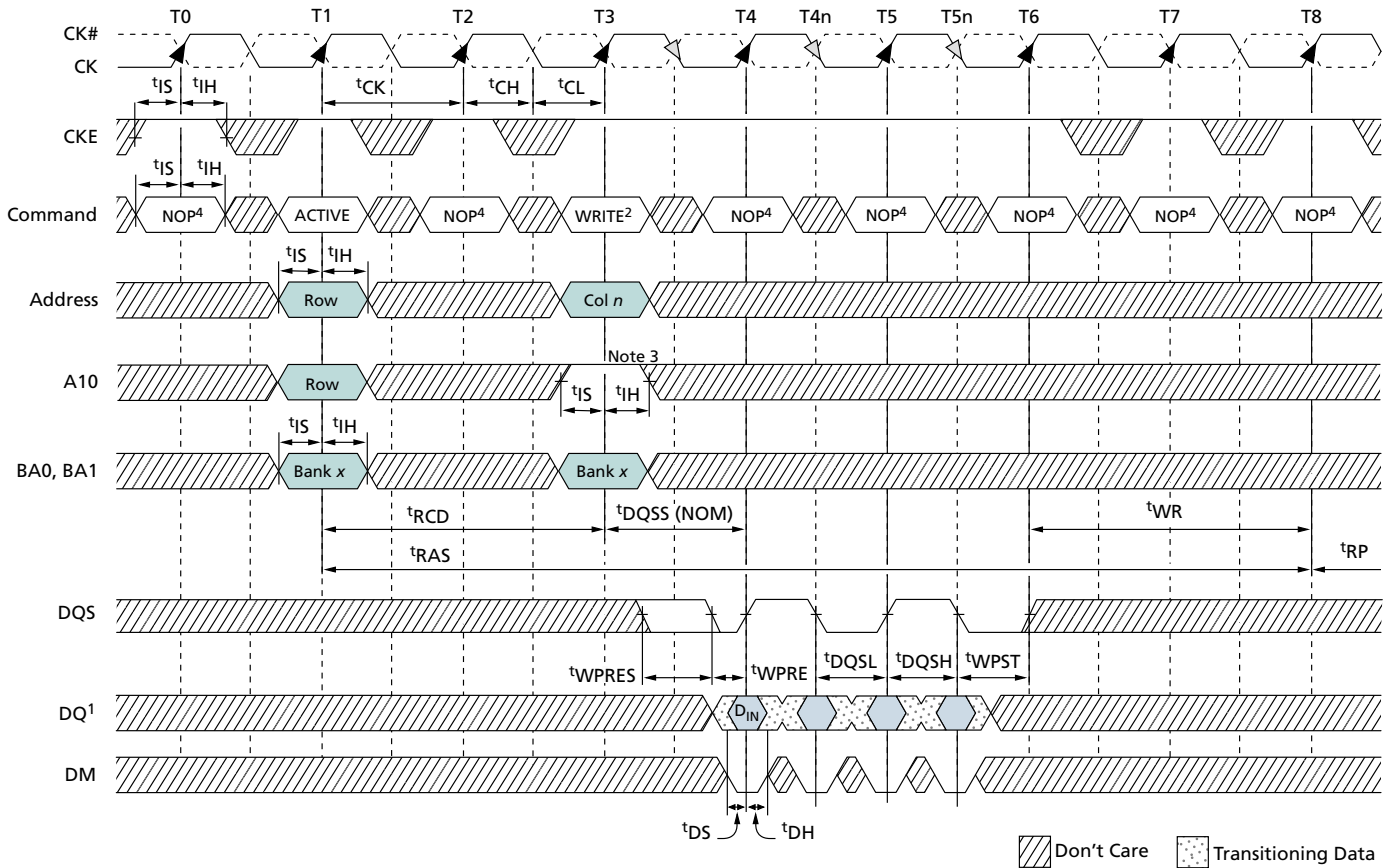 T0 T1 T2 T3 T4 T4n T5 T5n T6 T7 T8
CK#
CK
tIS tIH tCK tCH tCL
CKE
tIS tIH
Command NOP4 ACTIVE NOP4 WRITE2 NOP4 NOP4 NOP4 NOP4 NOP4
tIS tIH
Address Row Col n
Note 3
A10 Row
tIS tIH
tIS tIH
BA0, BA1 Bank x Bank x
tRCD tDQSS (NOM) tWR
tRAS tRP
DQS
tWPRES tWPRE tDQSL tDQSH tWPST
DQ1 DIN
DM
tDS tDH
Don't Care Transitioning Data